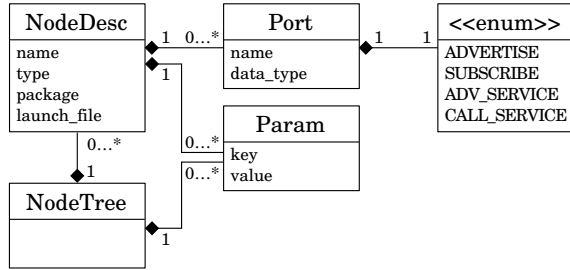 NodeDesc
name
type
package
launch_file
1
0...*
Port
name
data_type
1
1
<<enum>>
ADVERTISE
SUBSCRIBE
ADV_SERVICE
CALL_SERVICE
1
0...*
Param
key
value
0...*
0...*
1
NodeTree
1